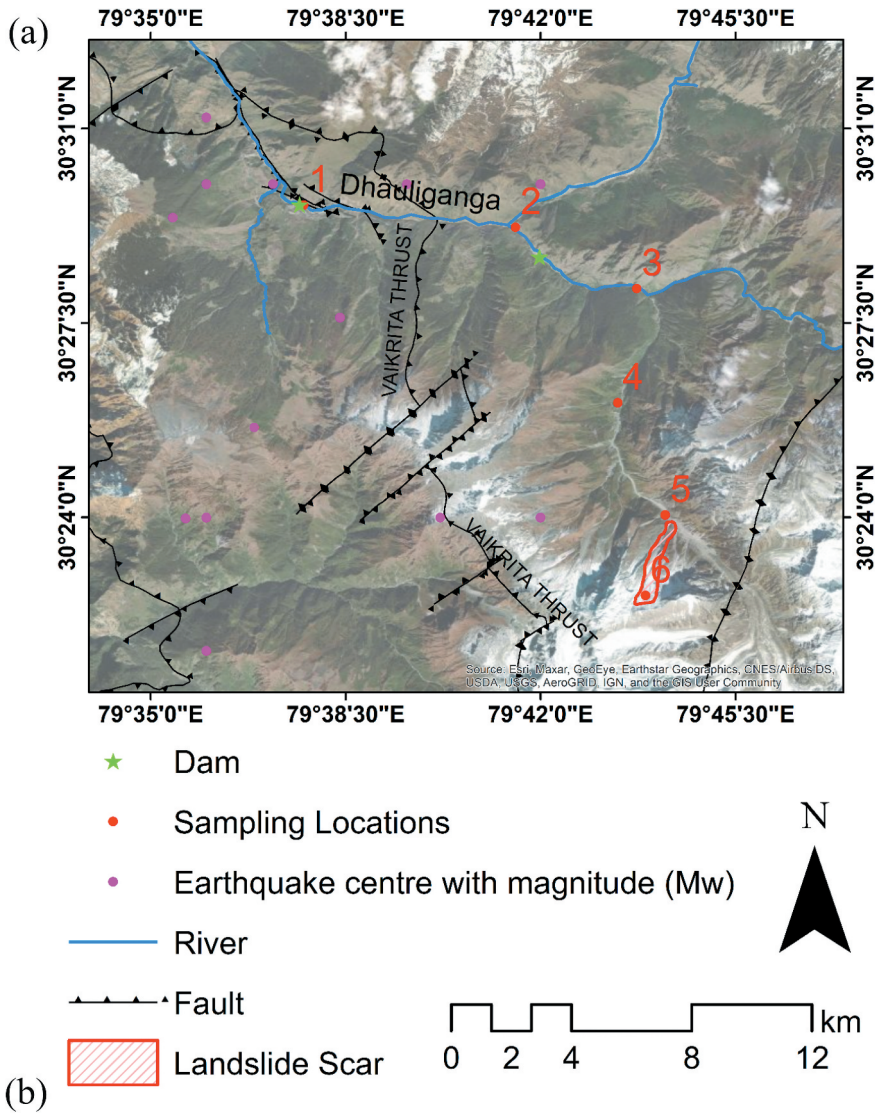 (a)
79°35'0"E 79°38'30"E 79°42'0"E 79°45'30"E
30°31'0"N
30°27'30"N
30°24'0"N
30°31'0"N
30°27'30"N
30°24'0"N
1
Dhauliganga
2
3
VAIKRITA THRUST
4
5
VAIKRITA THRUST
6
Source: Esri, Maxar, GeoEye, Earthstar Geographics, CNES/Airbus DS,
USDA, USGS, AeroGRID, IGN, and the GIS User Community
79°35'0"E 79°38'30"E 79°42'0"E 79°45'30"E
Dam
Sampling Locations
Earthquake centre with magnitude (Mw)
River
Fault
Landslide Scar
N
km
0 2 4 8 12
(b)